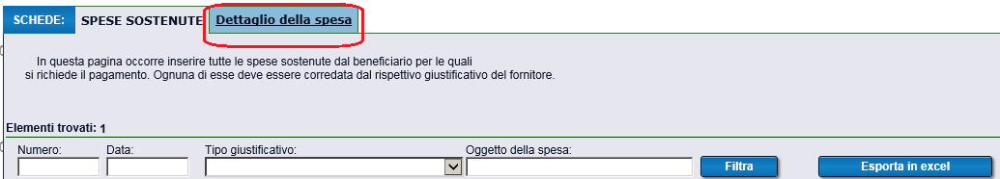 SCHEDE: SPESE SOSTENUTE Dettaglio della spesa
In questa pagina occorre inserire tutte le spese sostenute dal beneficiario per le quali
si richiede il pagamento. Ognuna di esse deve essere corredata dal rispettivo giustificativo del fornitore.
Elementi trovati: 1
Numero: Data: Tipo giustificativo: Oggetto della spesa:
Filtra Esporta in excel